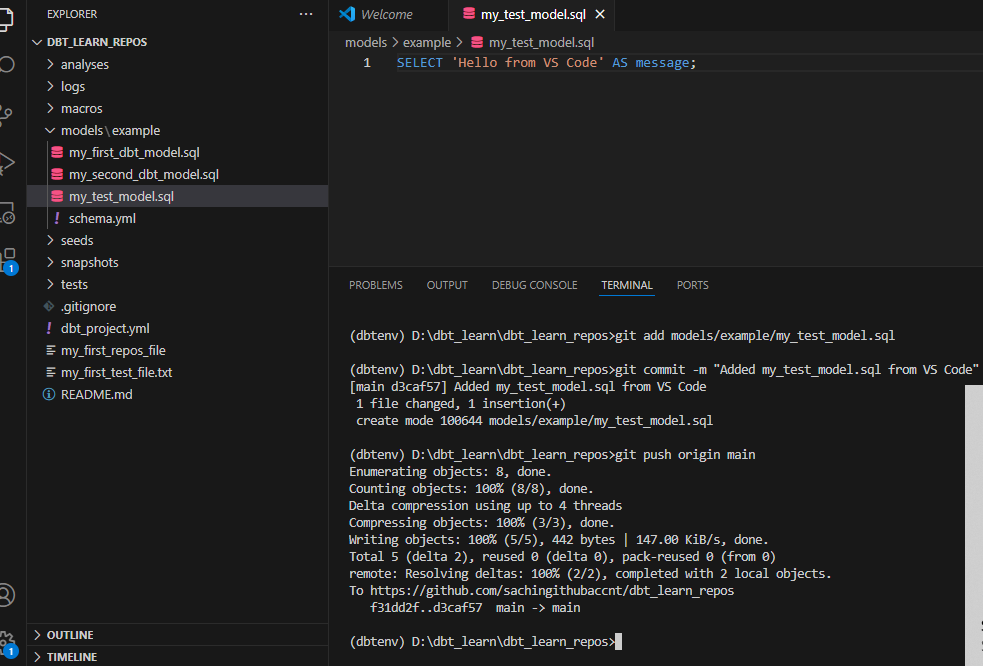 EXPLORER
DBT_LEARN_REPOS
analyses
logs
macros
models\example
my_first_dbt_model.sql
my_second_dbt_model.sql
my_test_model.sql
! schema.yml
seeds
snapshots
tests
.gitignore
! dbt_project.yml
my_first_repos_file
my_first_test_file.txt
README.md
OUTLINE
TIMELINE
1
1
Welcome
my_test_model.sql
models > example > my_test_model.sql
1 SELECT 'Hello from VS Code' AS message;
PROBLEMS OUTPUT DEBUG CONSOLE TERMINAL PORTS
(dbtenv) D:\dbt_learn\dbt_learn_repos>git add models/example/my_test_model.sql
(dbtenv) D:\dbt_learn\dbt_learn_repos>git commit -m "Added my_test_model.sql from VS Code"
[main d3caf57] Added my_test_model.sql from VS Code
1 file changed, 1 insertion(+)
create mode 100644 models/example/my_test_model.sql
(dbtenv) D:\dbt_learn\dbt_learn_repos>git push origin main
Enumerating objects: 8, done.
Counting objects: 100% (8/8), done.
Delta compression using up to 4 threads
Compressing objects: 100% (3/3), done.
Writing objects: 100% (5/5), 442 bytes | 147.00 KiB/s, done.
Total 5 (delta 2), reused 0 (delta 0), pack-reused 0 (from 0)
remote: Resolving deltas: 100% (2/2), completed with 2 local objects.
To https://github.com/sachingithubaccnt/dbt_learn_repos
f31dd2f..d3caf57  main -> main
(dbtenv) D:\dbt_learn\dbt_learn_repos>